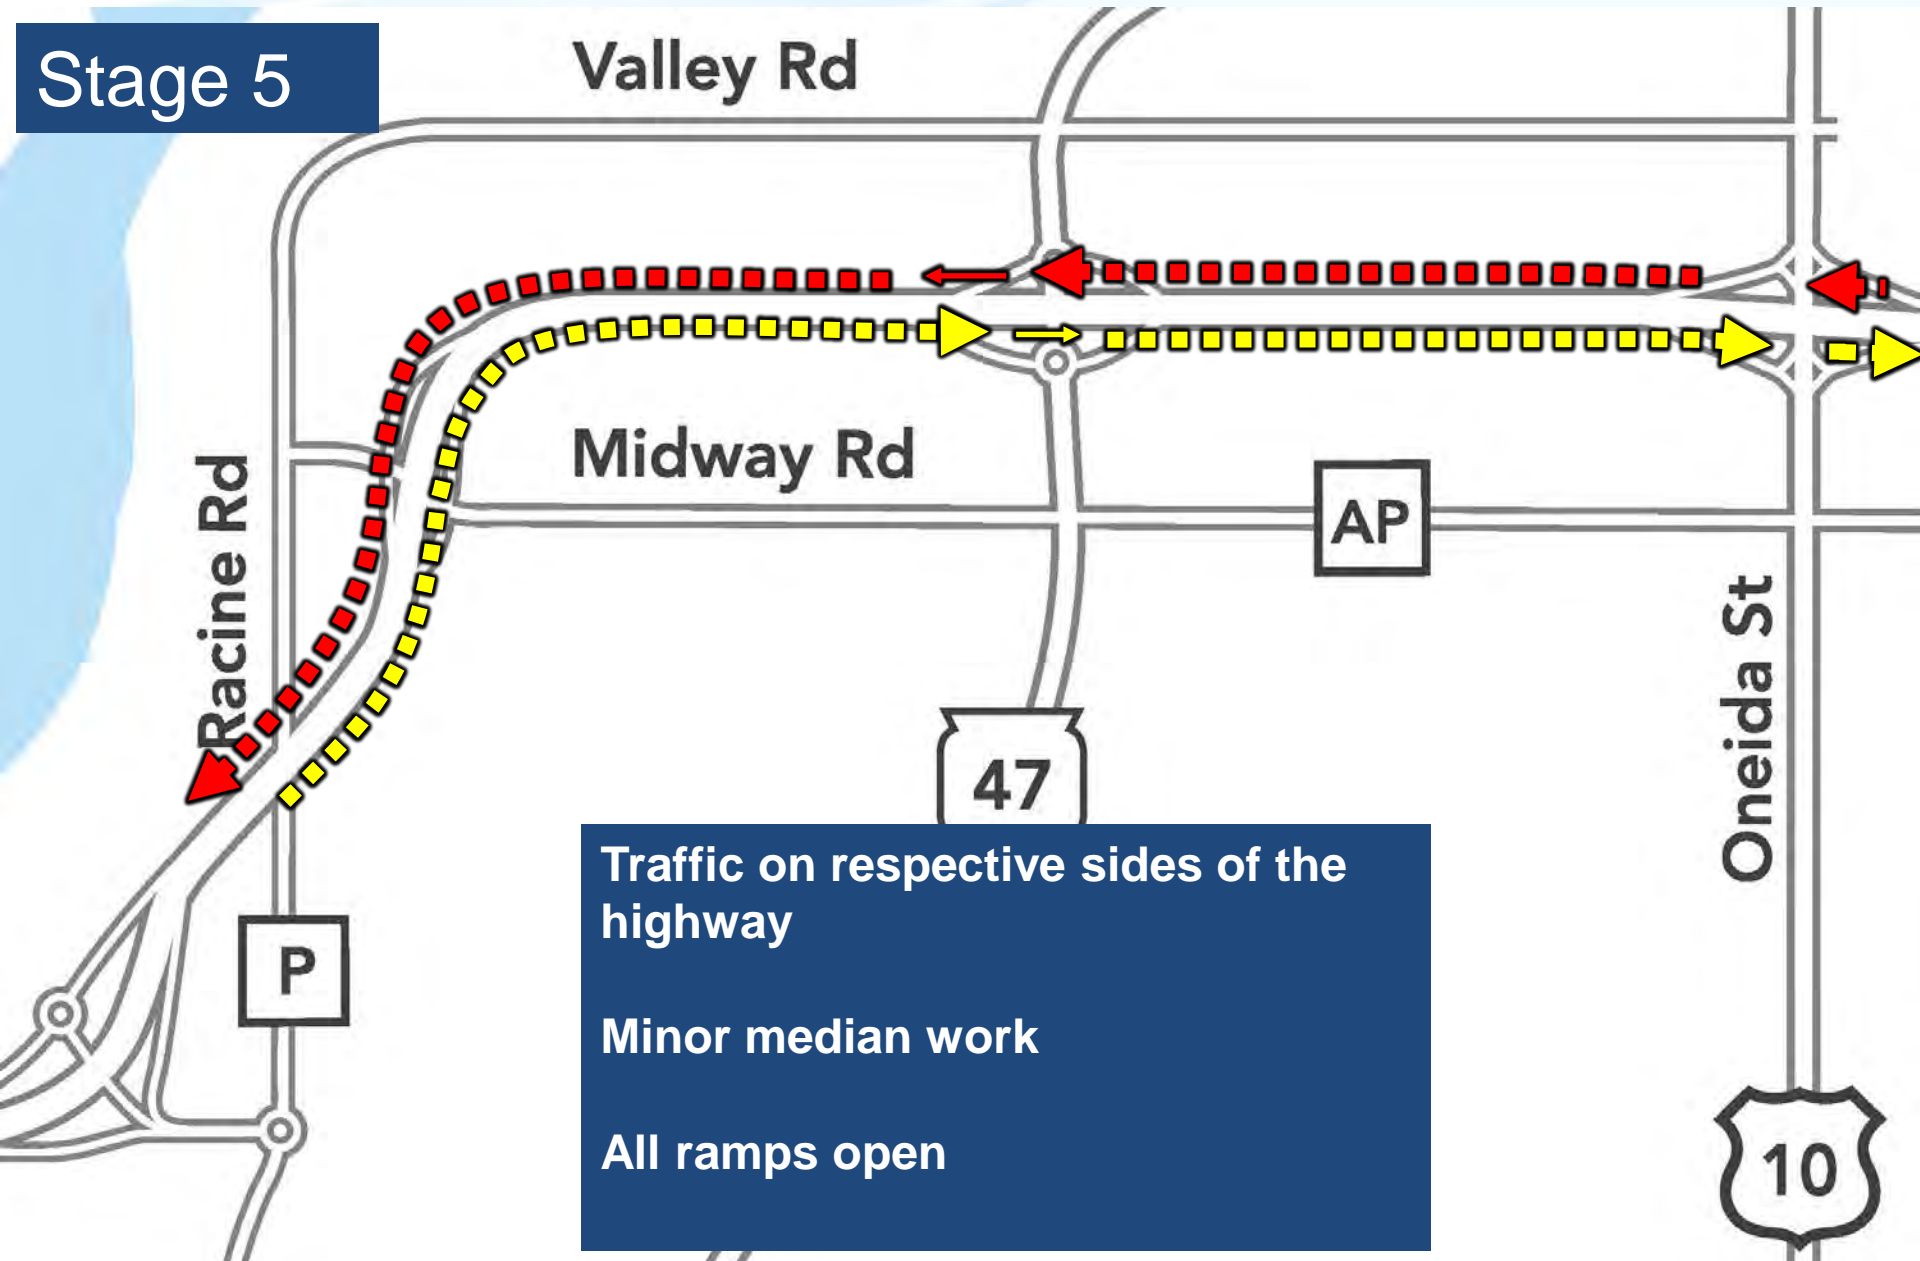 Stage 5
Valley Rd
Midway Rd
AP
Racine Rd
Oneida St
47
Traffic on respective sides of the
highway
Minor median work
All ramps open
P
10